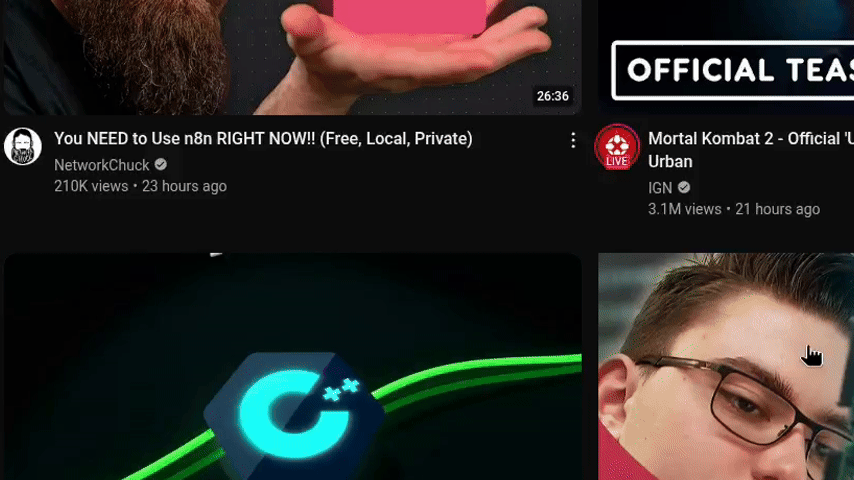 26:36
OFFICIAL TEAS
You NEED to Use n8n RIGHT NOW!! (Free, Local, Private)
NetworkChuck
210K views • 23 hours ago
LIVE
Mortal Kombat 2 - Official 'U
Urban
IGN
3.1M views • 21 hours ago
C++